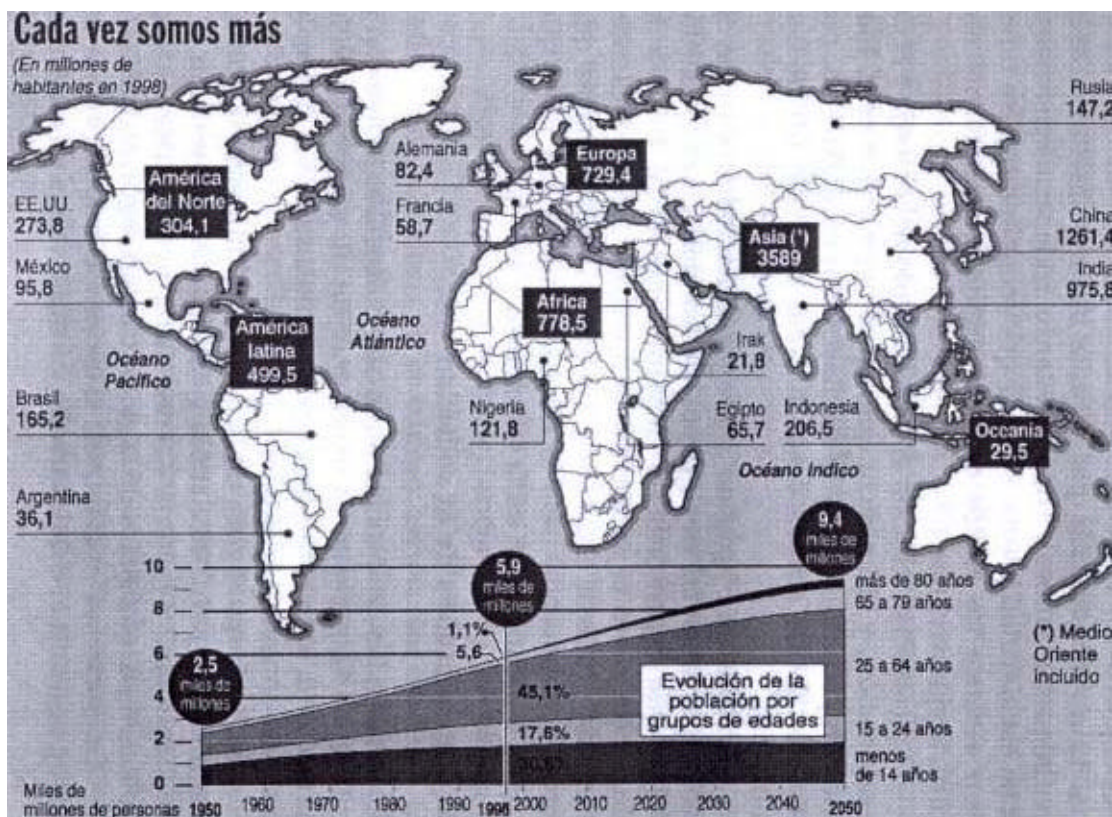 Cada vez somos más
(En millones de
habitantes en 1998)
Rusia
147,2
Alemania
82,4
Europa
729,4
América
del Norte
304,1
EE.UU.
273,8
Francia
58,7
Asia (*)
3589
China
1261,4
México
95,8
India
975,8
Africa
778,5
Océano
Atlántico
América
latina
499,5
Océano
Pacífico
Irak
21,8
Brasil
165,2
Nigeria
121,8
Egipto
65,7
Indonesia
206,5
Oceanía
29,5
Océano Indico
Argentina
36,1
9,4
miles de
millones
5,9
miles de
millones
2,5
miles de
millones
10
8
6
4
2
0
1,1%
5,6
45,1%
17,6%
más de 80 años
65 a 79 años
25 a 64 años
15 a 24 años
menos
de 14 años
(*) Medio
Oriente
incluido
Evolución de la
población por
grupos de edades
Miles de
millones de personas
1950 1960 1970 1980 1990 1998 2000 2010 2020 2030 2040 2050